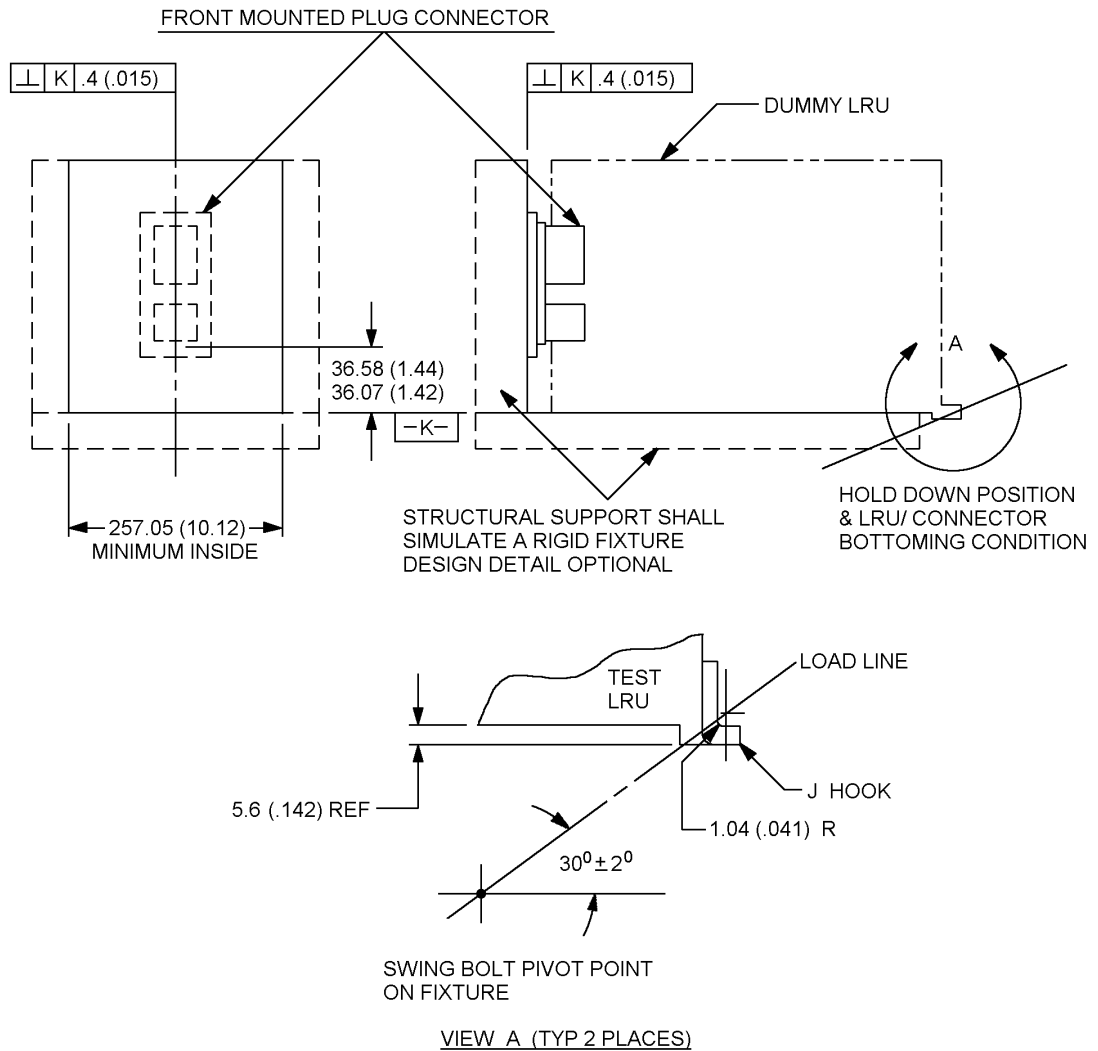 FRONT MOUNTED PLUG CONNECTOR
⊥ K .4 (.015)
⊥ K .4 (.015)
DUMMY LRU
A
36.58 (1.44)
36.07 (1.42)
-K-
257.05 (10.12)
MINIMUM INSIDE
STRUCTURAL SUPPORT SHALL
SIMULATE A RIGID FIXTURE
DESIGN DETAIL OPTIONAL
HOLD DOWN POSITION
& LRU/ CONNECTOR
BOTTOMING CONDITION
TEST
LRU
LOAD LINE
5.6 (.142) REF
J HOOK
1.04 (.041) R
30⁰±2⁰
SWING BOLT PIVOT POINT
ON FIXTURE
VIEW A (TYP 2 PLACES)